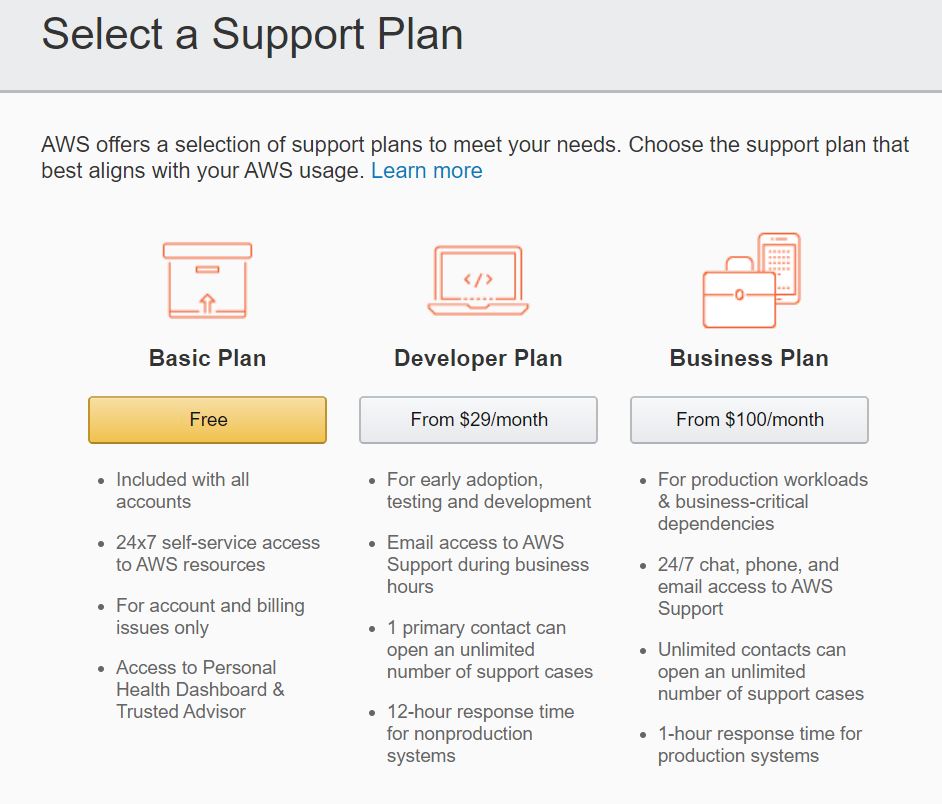 Select a Support Plan
AWS offers a selection of support plans to meet your needs. Choose the support plan that
best aligns with your AWS usage. Learn more
</>
Basic Plan
Free
• Included with all
accounts
• 24x7 self-service access
to AWS resources
• For account and billing
issues only
• Access to Personal
Health Dashboard &
Trusted Advisor
Developer Plan
From $29/month
• For early adoption,
testing and development
• Email access to AWS
Support during business
hours
• 1 primary contact can
open an unlimited
number of support cases
• 12-hour response time
for nonproduction
systems
Business Plan
From $100/month
• For production workloads
& business-critical
dependencies
• 24/7 chat, phone, and
email access to AWS
Support
• Unlimited contacts can
open an unlimited
number of support cases
• 1-hour response time for
production systems